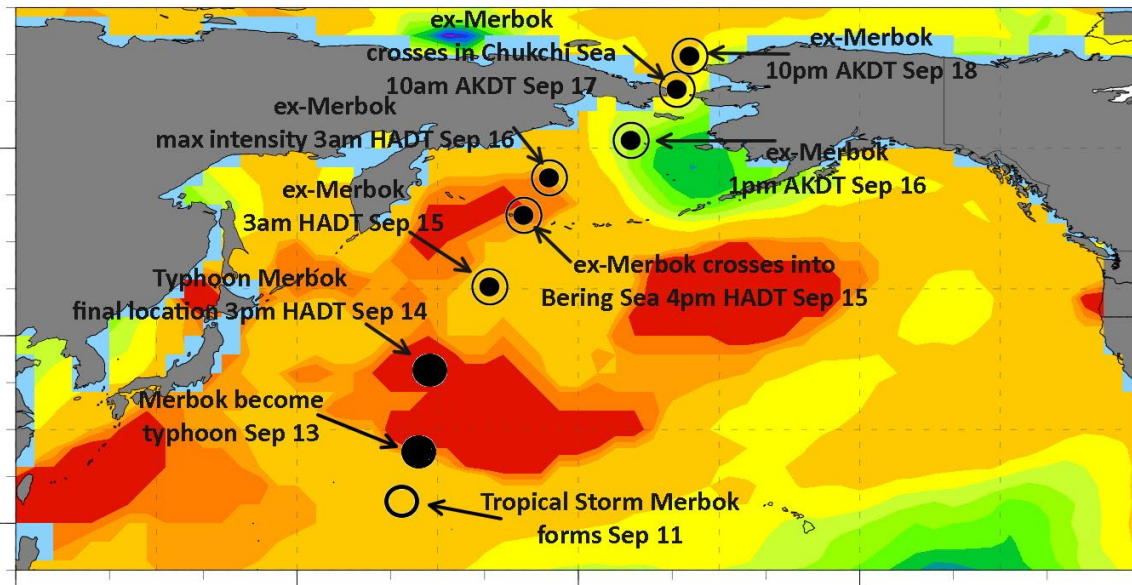 ex-Merbok
crosses in Chukchi Sea
10am AKDT Sep 17
ex-Merbok
10pm AKDT Sep 18
ex-Merbok
max intensity 3am HADT Sep 16
ex-Merbok
1pm AKDT Sep 16
ex-Merbok
3am HADT Sep 15
ex-Merbok crosses into
Bering Sea 4pm HADT Sep 15
Typhoon Merbok
final location 3pm HADT Sep 14
Merbok become
typhoon Sep 13
Tropical Storm Merbok
forms Sep 11